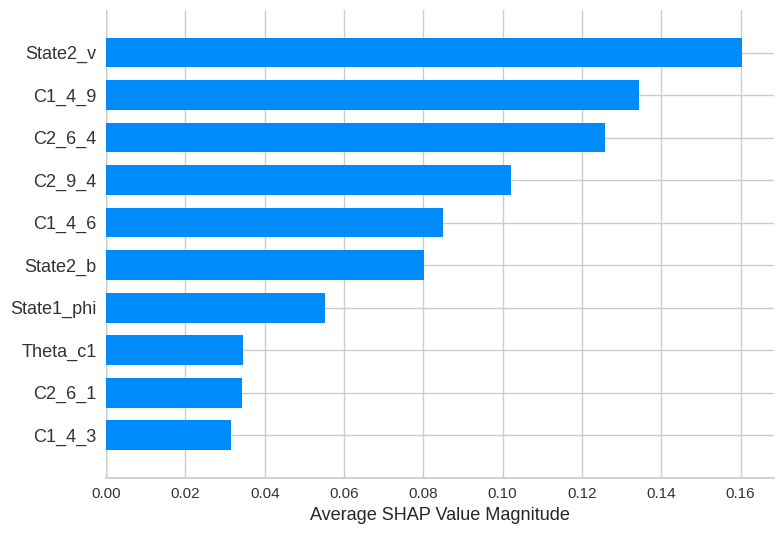 State2_v
C1_4_9
C2_6_4
C2_9_4
C1_4_6
State2_b
State1_phi
Theta_c1
C2_6_1
C1_4_3
0.00 0.02 0.04 0.06 0.08 0.10 0.12 0.14 0.16
Average SHAP Value Magnitude